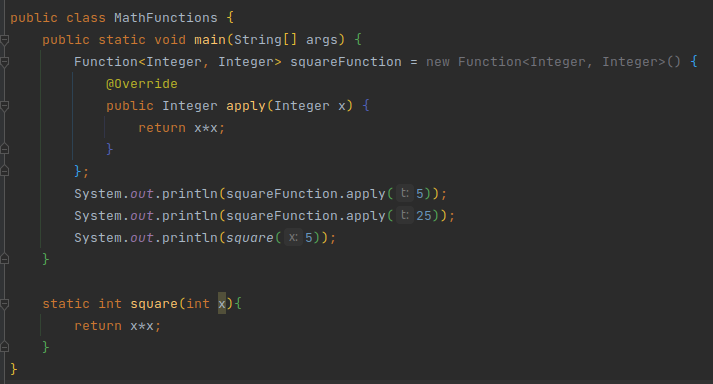 public class MathFunctions {
    public static void main(String[] args) {
        Function<Integer, Integer> squareFunction = new Function<Integer, Integer>() {
            @Override
            public Integer apply(Integer x) {
                return x*x;
            }
        };
        System.out.println(squareFunction.apply( t: 5));
        System.out.println(squareFunction.apply( t: 25));
        System.out.println(square( x: 5));
    }

    static int square(int x){
        return x*x;
    }
}